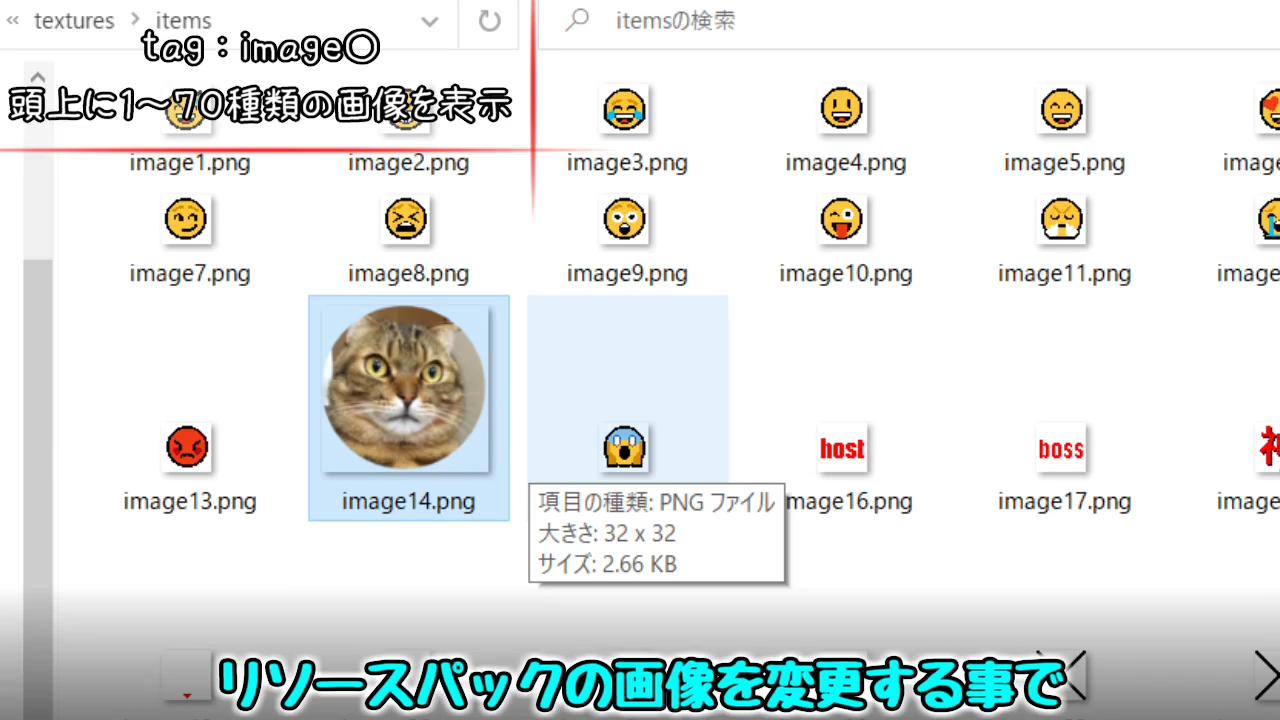 « textures > items
itemsの検索
tag：image○
頭上に1～70種類の画像を表示
image1.png image2.png image3.png image4.png image5.png
image7.png image8.png image9.png image10.png image11.png
host boss 神
image13.png image14.png mage16.png image17.png
項目の種類: PNG ファイル
大きさ: 32 x 32
サイズ: 2.66 KB
リソースパックの画像を変更する事で